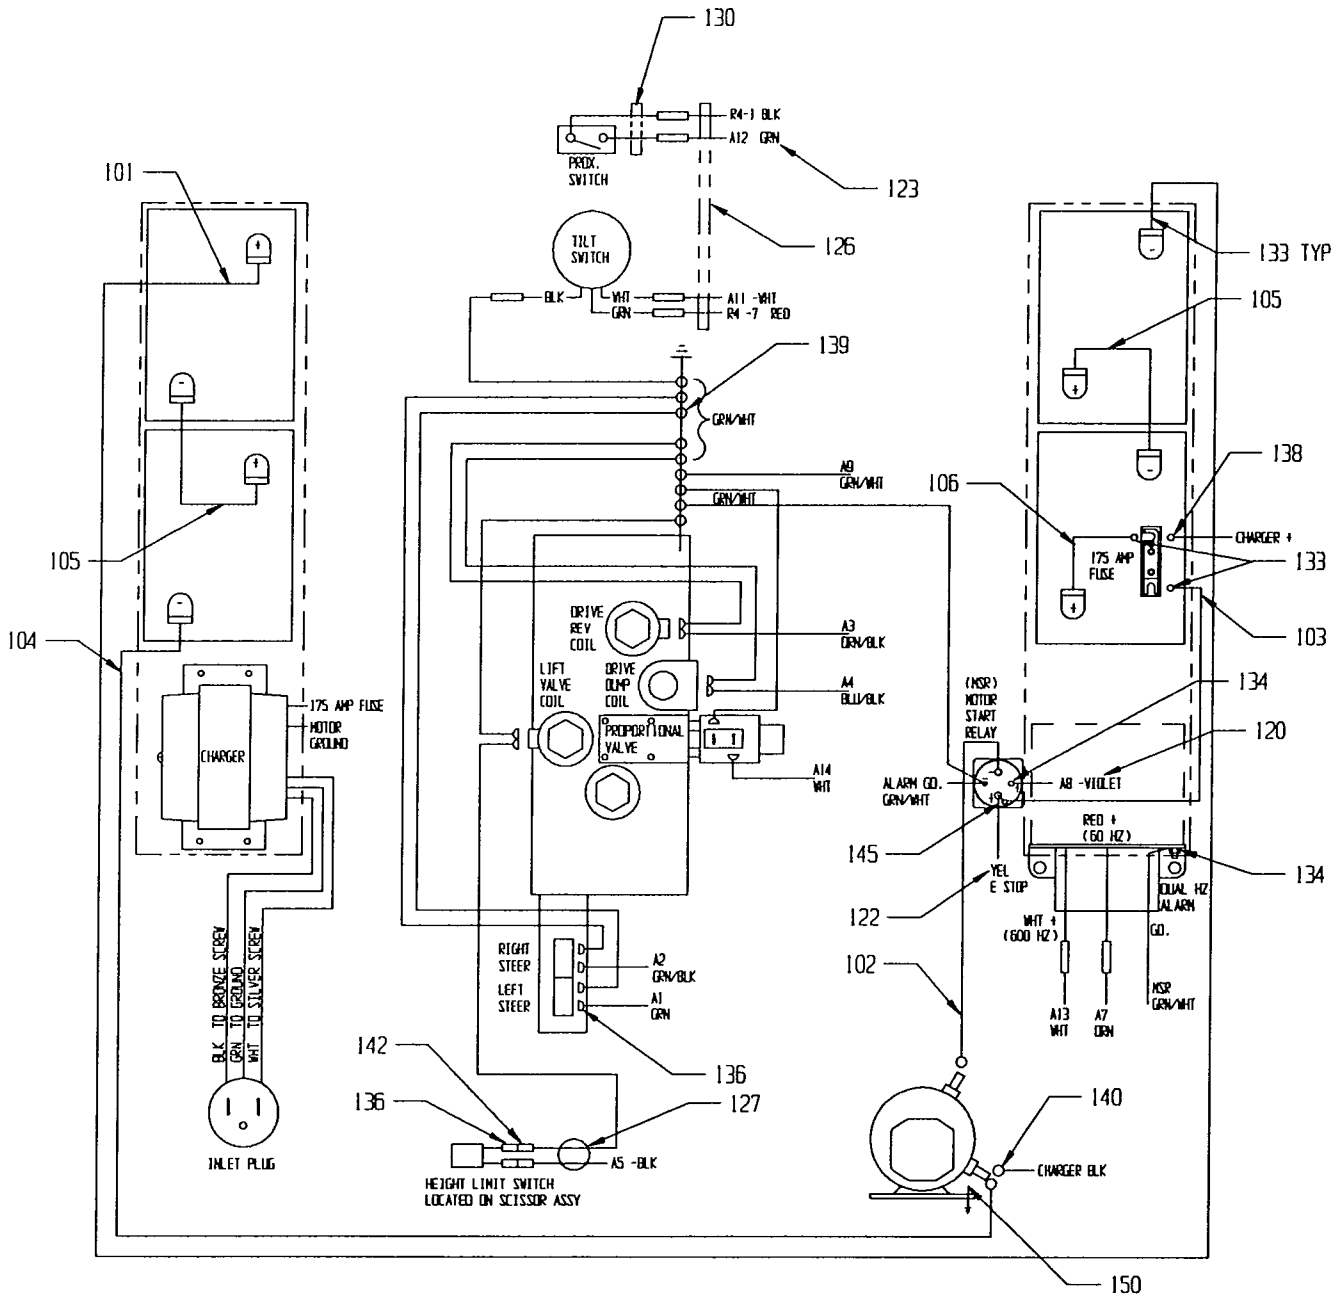 130
R4-1 BLK
A12 GRN
PROX.
SWITCH
101
123
TILT
SWITCH
126
133 TYP
BLK
WHT
GRN
A11 -WHT
R4 -7 RED
105
139
GRN/WHT
A9
GRN/WHT
GRN/WHT
138
106
CHARGER +
175 AMP
FUSE
133
105
104
103
DRIVE
REV
COIL
A3
ORN/BLK
LIFT
VALVE
COIL
DRIVE
DUMP
COIL
A4
BLU/BLK
(MSR)
MOTOR
START
RELAY
134
175 AMP FUSE
MOTOR
GROUND
CHARGER
PROPORTIONAL
VALVE
120
A14
WHT
ALARM GD.
GRN/WHT
A8 -VIOLET
RED +
(60 HZ)
145
YEL
E STOP
122
134
DUAL HZ
ALARM
WHT +
(600 HZ)
GD.
BLK TO BRONZE SCREW
GRN TO GROUND
WHT TO SILVER SCREW
RIGHT
STEER
A2
GRN/BLK
LEFT
STEER
A1
GRN
102
A13
WHT
A7
ORN
MSR
GRN/WHT
142
136
136
127
140
INLET PLUG
A5 -BLK
CHARGER BLK
HEIGHT LIMIT SWITCH
LOCATED ON SCISSOR ASSY
150